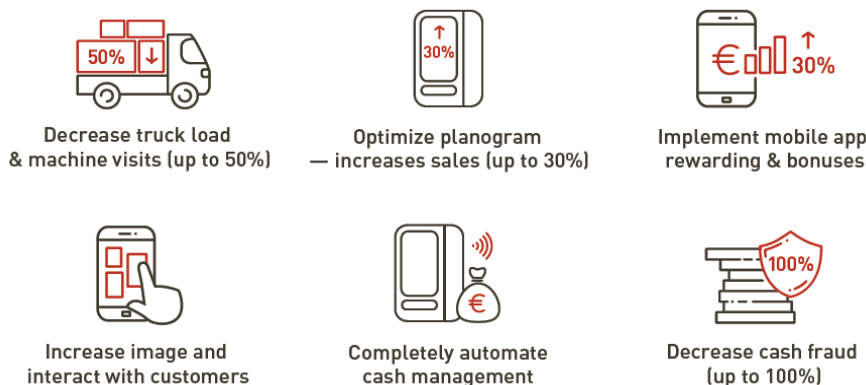 50% ↓
↑
30%
€ ↑
30%
Decrease truck load
& machine visits (up to 50%)
Optimize planogram
— increases sales (up to 30%)
Implement mobile app
rewarding & bonuses
€
100%
Increase image and
interact with customers
Completely automate
cash management
Decrease cash fraud
(up to 100%)